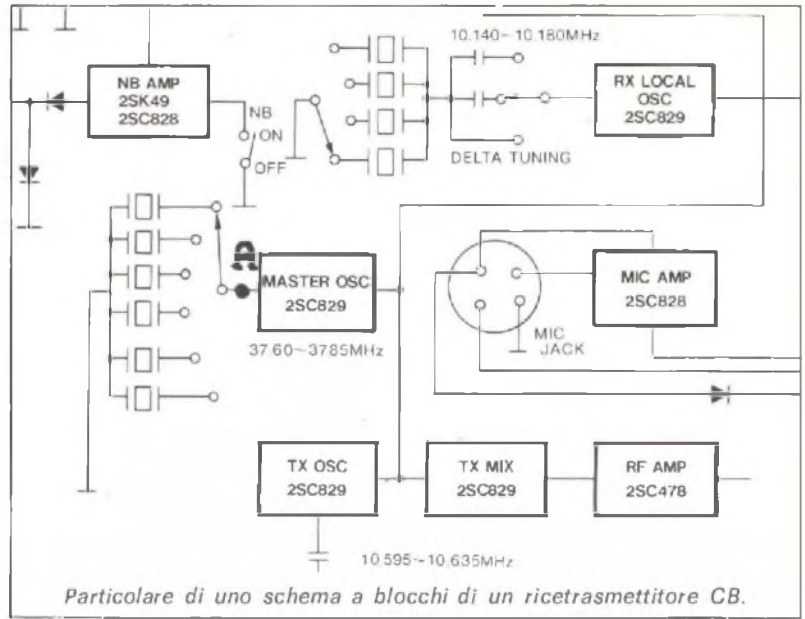 10.140~10.180MHz
NB AMP
2SK49
2SC828
NB
ON
OFF
RX LOCAL
OSC
2SC829
DELTA TUNING
MASTER OSC
2SC829
37.60~37.85MHz
MIC AMP
2SC828
MIC
JACK
TX OSC
2SC829
TX MIX
2SC829
RF AMP
2SC478
10.595~10.635MHz
Particolare di uno schema a blocchi di un ricetrasmettitore CB.